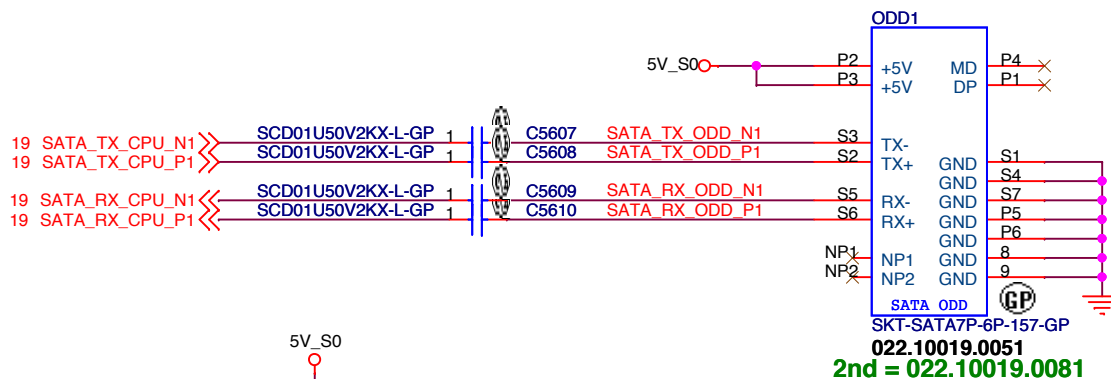 ODD1
5V_S0
P2 +5V MD P4
P3 +5V DP P1
19 SATA_TX_CPU_N1 SCD01U50V2KX-L-GP 1 C5607 SATA_TX_ODD_N1 S3 TX-
19 SATA_TX_CPU_P1 SCD01U50V2KX-L-GP 1 C5608 SATA_TX_ODD_P1 S2 TX+ GND S1
GND S4
19 SATA_RX_CPU_N1 SCD01U50V2KX-L-GP 1 C5609 SATA_RX_ODD_N1 S5 RX- GND S7
19 SATA_RX_CPU_P1 SCD01U50V2KX-L-GP 1 C5610 SATA_RX_ODD_P1 S6 RX+ GND P5
GND P6
NP1 NP1 GND 8
NP2 NP2 GND 9
SATA ODD GP
SKT-SATA7P-6P-157-GP
022.10019.0051
2nd = 022.10019.0081
5V_S0